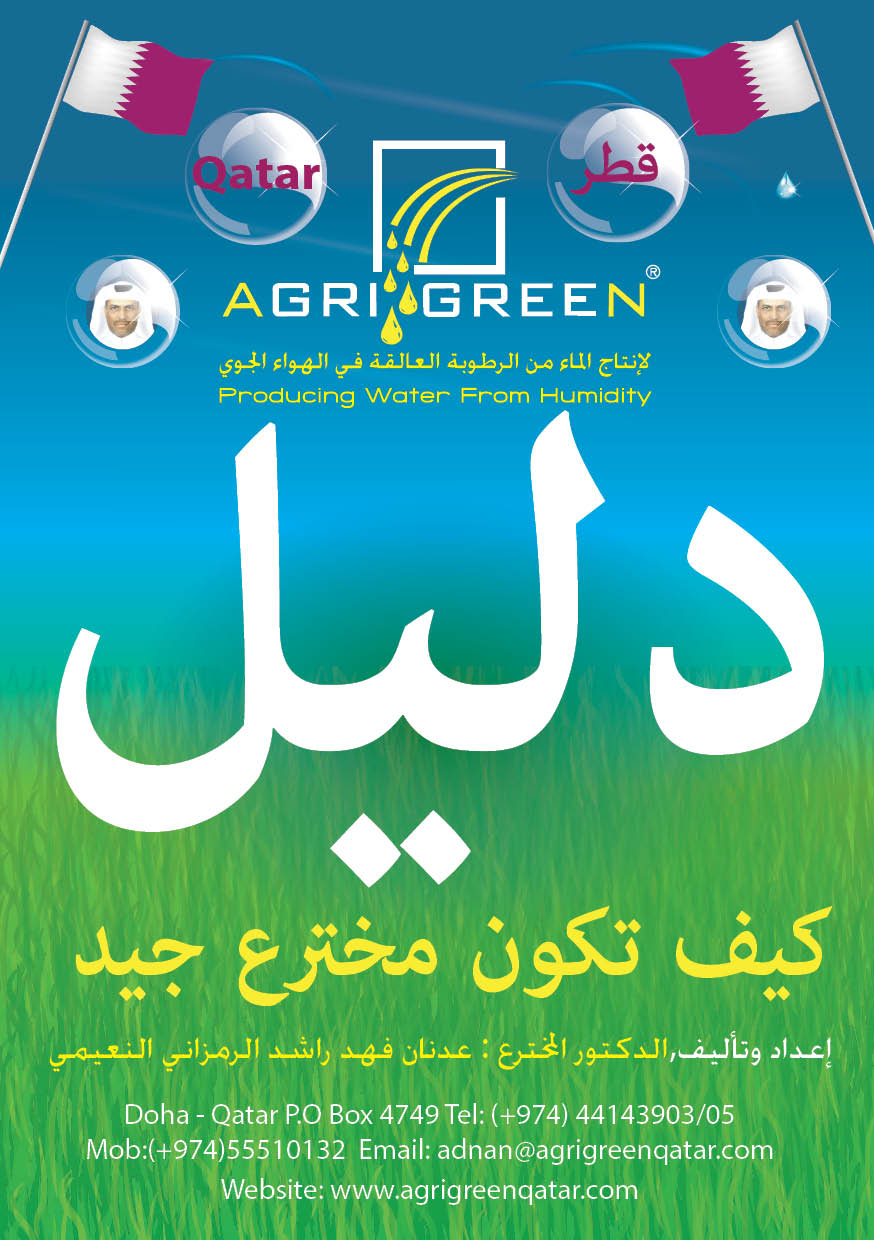 Qatar
قطر
AGRIGREEN®
لإنتاج الماء من الرطوبة العالقة في الهواء الجوي
Producing Water From Humidity
دليل
كيف تكون مخترع جيد
إعداد وتأليف,الدكتور المخترع : عدنان فهد راشد الرمزاني النعيمي
Doha - Qatar P.O Box 4749 Tel: (+974) 44143903/05
Mob:(+974)55510132 Email: adnan@agrigreenqatar.com
Website: www.agrigreenqatar.com